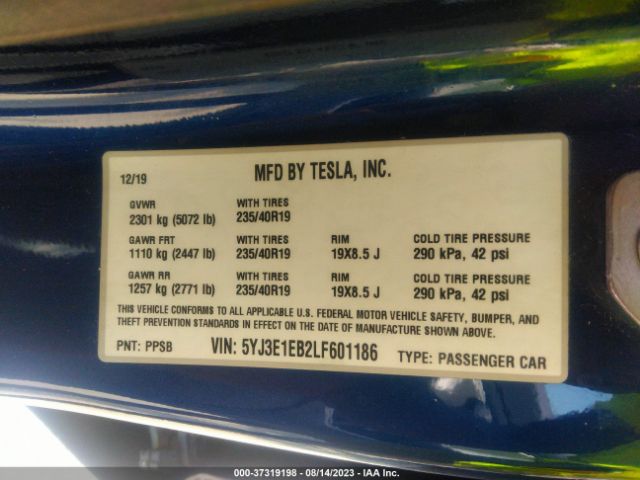 12/19 MFD BY TESLA, INC.
GVWR WITH TIRES
2301 kg (5072 lb) 235/40R19
GAWR FRT WITH TIRES RIM COLD TIRE PRESSURE
1110 kg (2447 lb) 235/40R19 19X8.5 J 290 kPa, 42 psi
GAWR RR WITH TIRES RIM COLD TIRE PRESSURE
1257 kg (2771 lb) 235/40R19 19X8.5 J 290 kPa, 42 psi
THIS VEHICLE CONFORMS TO ALL APPLICABLE U.S. FEDERAL MOTOR VEHICLE SAFETY, BUMPER, AND
THEFT PREVENTION STANDARDS IN EFFECT ON THE DATE OF MANUFACTURE SHOWN ABOVE.
PNT: PPSB VIN: 5YJ3E1EB2LF601186 TYPE: PASSENGER CAR
000-37319198 - 08/14/2023 - IAA Inc.